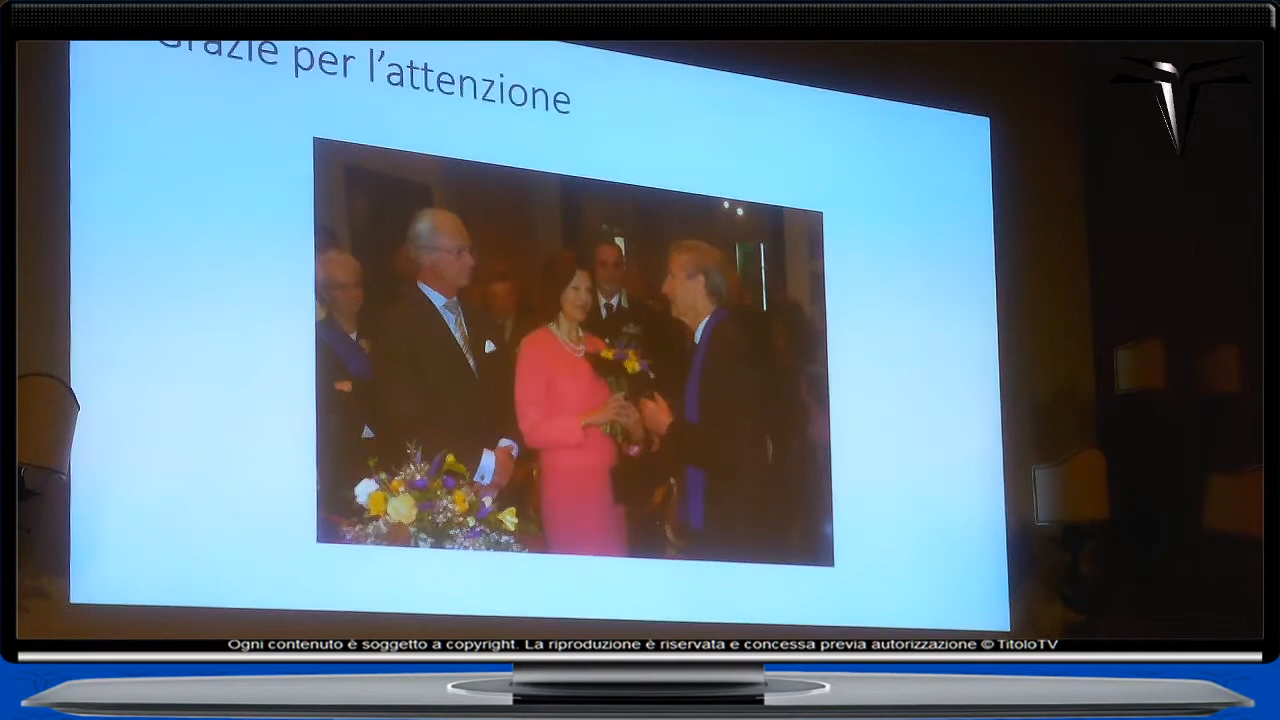 Grazie per l’attenzione
Ogni contenuto è soggetto a copyright. La riproduzione è riservata e concessa previa autorizzazione © TitoloTV